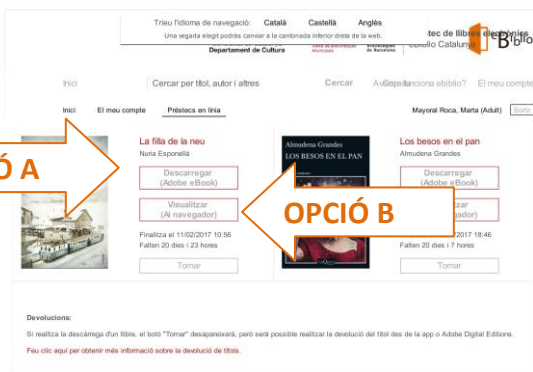 Trieu l'idioma de navegació: Català Castellà Anglès
Una vegada elegit podràs canviar a la cantonada inferior dreta de la web.
Departament de Cultura
eBiblio Catalunya
Inici
Cercar per títol, autor i altres
Cercar
El meu compte
Inici El meu compte Préstecs en línia
Mayoral Roca, Marta (Adult) Sortir
Ó A
La filla de la neu
Nuria Esponellà
Descarregar
(Adobe eBook)
Visualitzar
(Al navegador)
Finalitza el 11/02/2017 10:56
Falten 20 dies i 23 hores
Tornar
OPCIÓ B
Almudena Grandes
LOS BESOS EN EL PAN
Los besos en el pan
Almudena Grandes
Descarregar
(Adobe eBook)
2017 18:46
Falten 20 dies i 7 hores
Tornar
Devolucions:
Si realitza la descàrrega d'un llibre, el botó "Tornar" desapareixerà, però serà possible realitzar la devolució del títol des de la app o Adobe Digital Editions.
Feu clic aquí per obtenir més informació sobre la devolució de títols.